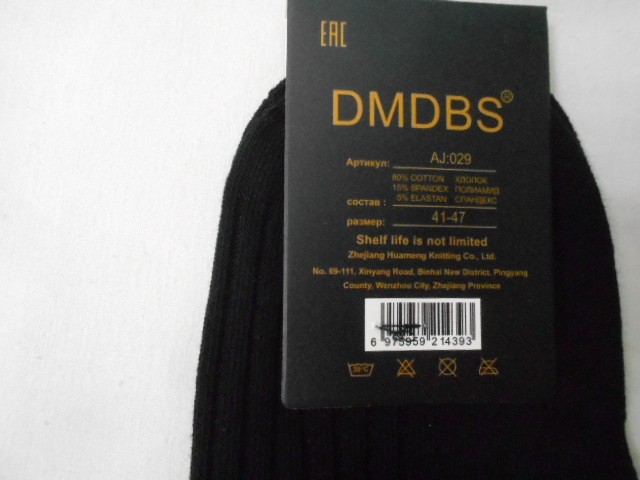 EAC
DMDBS®
Артикул: AJ:029
80% COTTON ХЛОПОК
15% SPANDEX ПОЛИАМИД
состав : 5% ELASTAN СПАНДЕКС
размер: 41-47
Shelf life is not limited
Zhejiang Huameng Knitting Co., Ltd.
No. 69-111, Xinyang Road, Binhai New District, Pingyang
County, Wenzhou City, Zhejiang Province
6 975959 214393
30°C